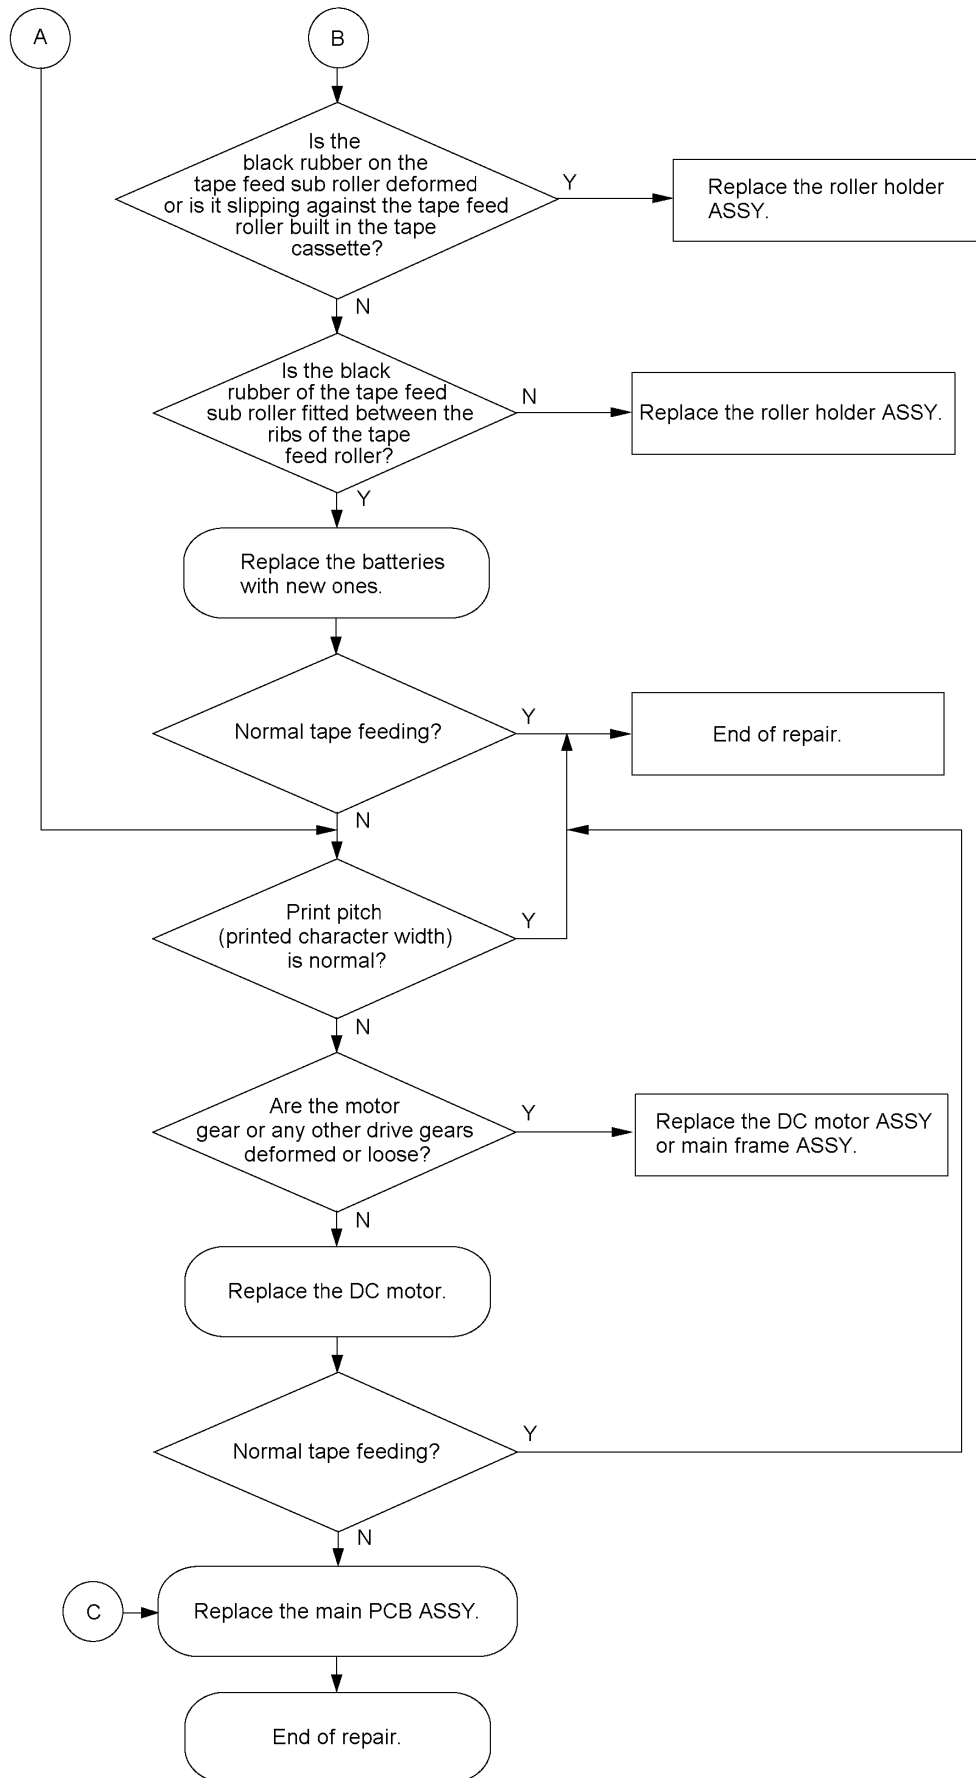 A
B
Is the
black rubber on the
tape feed sub roller deformed
or is it slipping against the tape feed
roller built in the tape
cassette?
Y
Replace the roller holder
ASSY.
N
Is the black
rubber of the tape feed
sub roller fitted between the
ribs of the tape
feed roller?
N
Replace the roller holder ASSY.
Y
Replace the batteries
with new ones.
Normal tape feeding?
Y
End of repair.
N
Print pitch
(printed character width)
is normal?
Y
N
Are the motor
gear or any other drive gears
deformed or loose?
Y
Replace the DC motor ASSY
or main frame ASSY.
N
Replace the DC motor.
Normal tape feeding?
Y
N
C
Replace the main PCB ASSY.
End of repair.